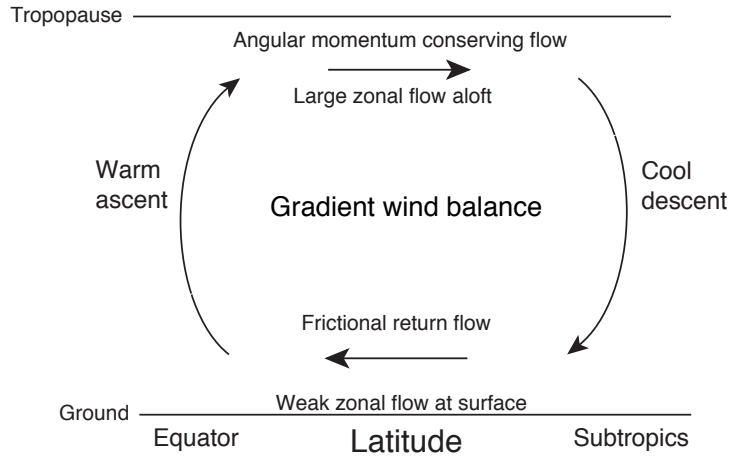 Tropopause
Angular momentum conserving flow
Large zonal flow aloft
Warm
ascent
Cool
descent
Gradient wind balance
Frictional return flow
Weak zonal flow at surface
Ground
Equator
Latitude
Subtropics